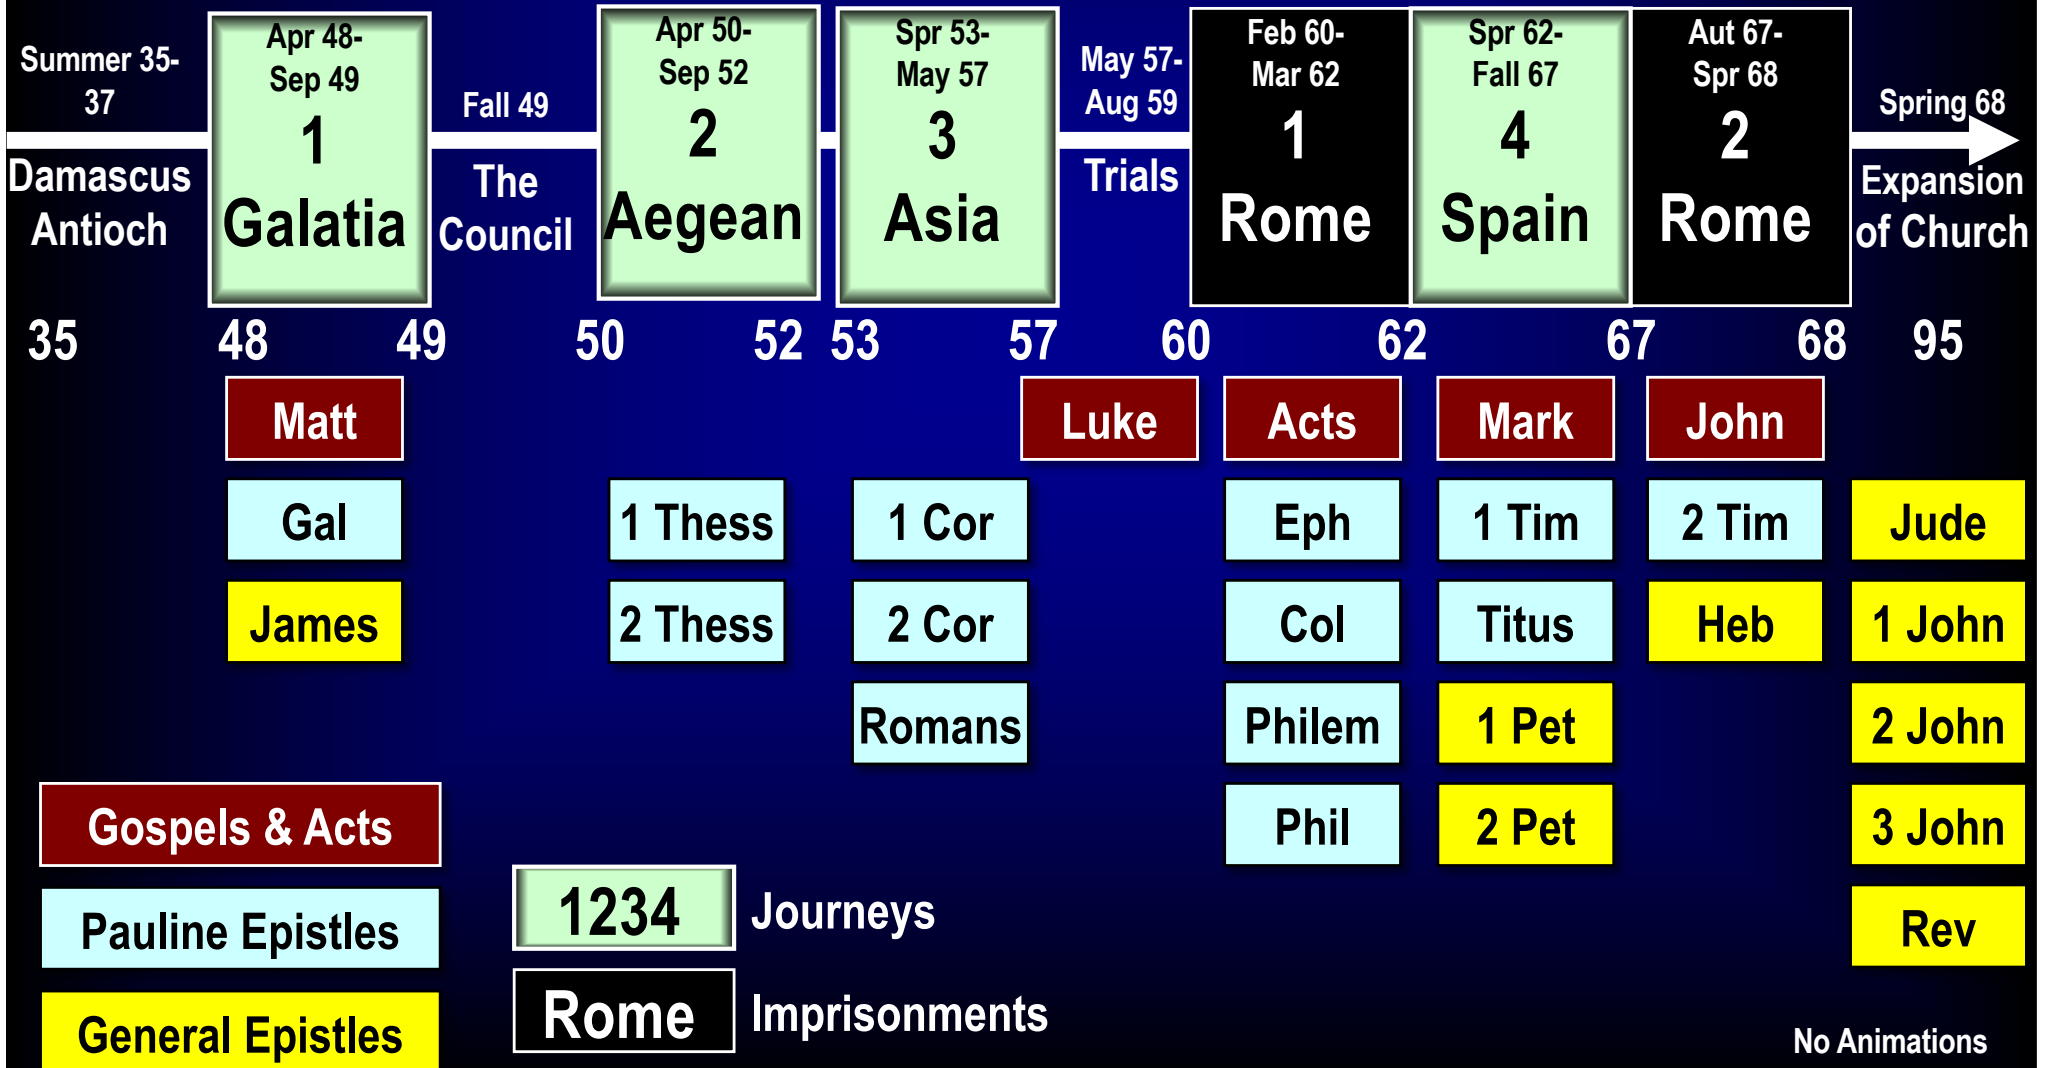 Summer 35-
37
Damascus
Antioch
Apr 48-
Sep 49
1
Galatia
Fall 49
The
Council
Apr 50-
Sep 52
2
Aegean
Spr 53-
May 57
3
Asia
May 57-
Aug 59
Trials
Feb 60-
Mar 62
1
Rome
Spr 62-
Fall 67
4
Spain
Aut 67-
Spr 68
2
Rome
Spring 68
Expansion
of Church
35 48 49 50 52 53 57 60 62 67 68 95
Matt Luke Acts Mark John
Gal 1 Thess 1 Cor Eph 1 Tim 2 Tim Jude
James 2 Thess 2 Cor Col Titus Heb 1 John
Romans Philem 1 Pet 2 John
Phil 2 Pet 3 John
Rev
Gospels & Acts
Pauline Epistles
General Epistles
1234 Journeys
Rome Imprisonments
No Animations